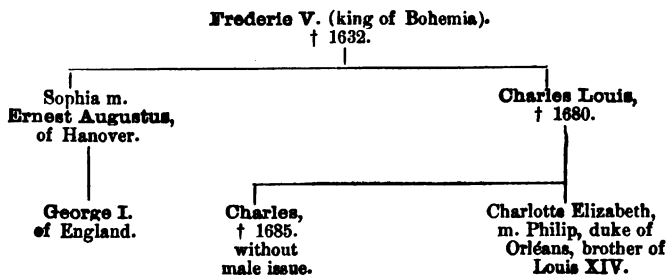 Frederic V. (king of Bohemia).
† 1632.
Sophia m.
Ernest Augustus,
of Hanover.
Charles Louis,
† 1680.
George I.
of England.
Charles,
† 1685.
without
male issue.
Charlotte Elizabeth,
m. Philip, duke of
Orléans, brother of
Louis XIV.